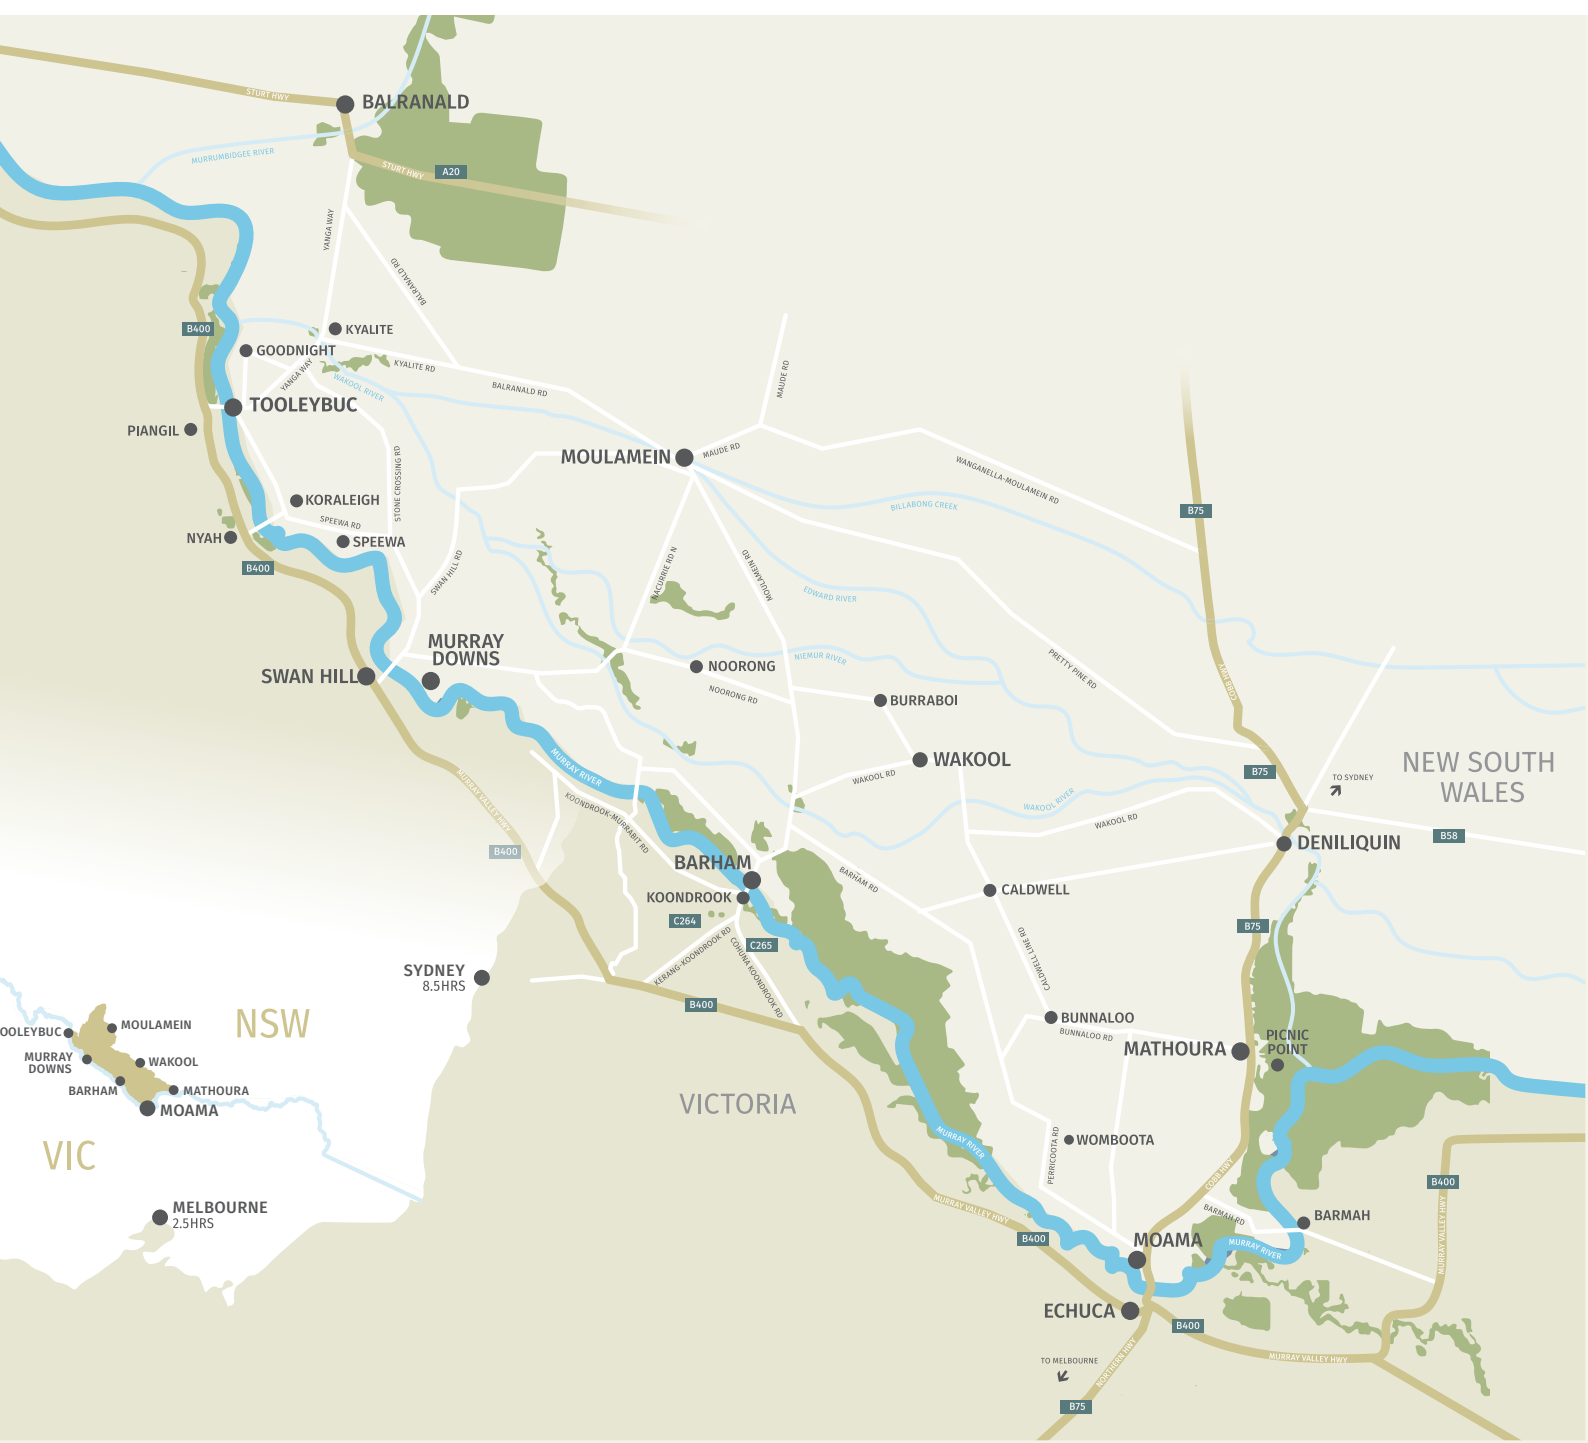 STURT HWY
BALRANALD
MURRUMBIDGEE RIVER
STURT HWY
A20
YANGA WAY
BALRANALD RD
B400
KYALITE
GOODNIGHT
YANGA WAY
KYALITE RD
WAKOOL RIVER
BALRANALD RD
MAUDE RD
TOOLEYBUC
PIANGIL
MOULAMEIN
MAUDE RD
WANGANELLA-MOULAMEIN RD
STONE CROSSING RD
KORALEIGH
SPEEWA RD
BILLABONG CREEK
B75
NYAH
SPEEWA
B400
SWAN HILL RD
NACURRIE RD N
MOULAMEIN RD
EDWARD RIVER
MURRAY
DOWNS
SWAN HILL
NOORONG
NIEMUR RIVER
PRETTY PINE RD
COBB HWY
NOORONG RD
BURRABOI
WAKOOL
MURRAY RIVER
WAKOOL RD
B75
TO SYDNEY
NEW SOUTH
WALES
MURRAY VALLEY HWY
KOONDROOK-MURRABIT RD
WAKOOL RIVER
WAKOOL RD
B58
B400
DENILIQUIN
BARHAM
BARHAM RD
KOONDROOK
CALDWELL
C264
C265
B75
KERANG-KOONDROOK RD
COHUNA KOONDROOK RD
CALDWELL LINE RD
SYDNEY
8.5HRS
B400
BUNNALOO
BUNNALOO RD
MATHOURA
PICNIC
POINT
NSW
OOLEYBUC
MOULAMEIN
MURRAY
DOWNS
WAKOOL
BARHAM
MATHOURA
MOAMA
VICTORIA
VIC
MURRAY RIVER
WOMBOOTA
PERRICOOTA RD
COBB HWY
B400
MELBOURNE
2.5HRS
MURRAY VALLEY HWY
BARMAH RD
BARMAH
B400
MOAMA
MURRAY RIVER
MURRAY VALLEY HWY
ECHUCA
B400
MURRAY VALLEY HWY
TO MELBOURNE
NORTHERN HWY
B75